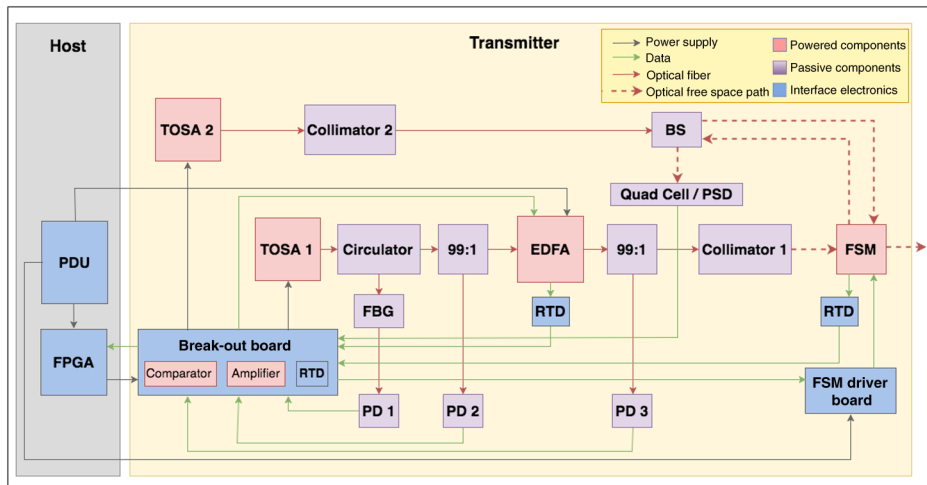 Host
Transmitter
Power supply
Data
Optical fiber
Optical free space path
Powered components
Passive components
Interface electronics
TOSA 2
Collimator 2
BS
Quad Cell / PSD
PDU
TOSA 1
Circulator
99:1
EDFA
99:1
Collimator 1
FSM
FBG
RTD
RTD
FPGA
Break-out board
Comparator
Amplifier
RTD
FSM driver
board
PD 1
PD 2
PD 3